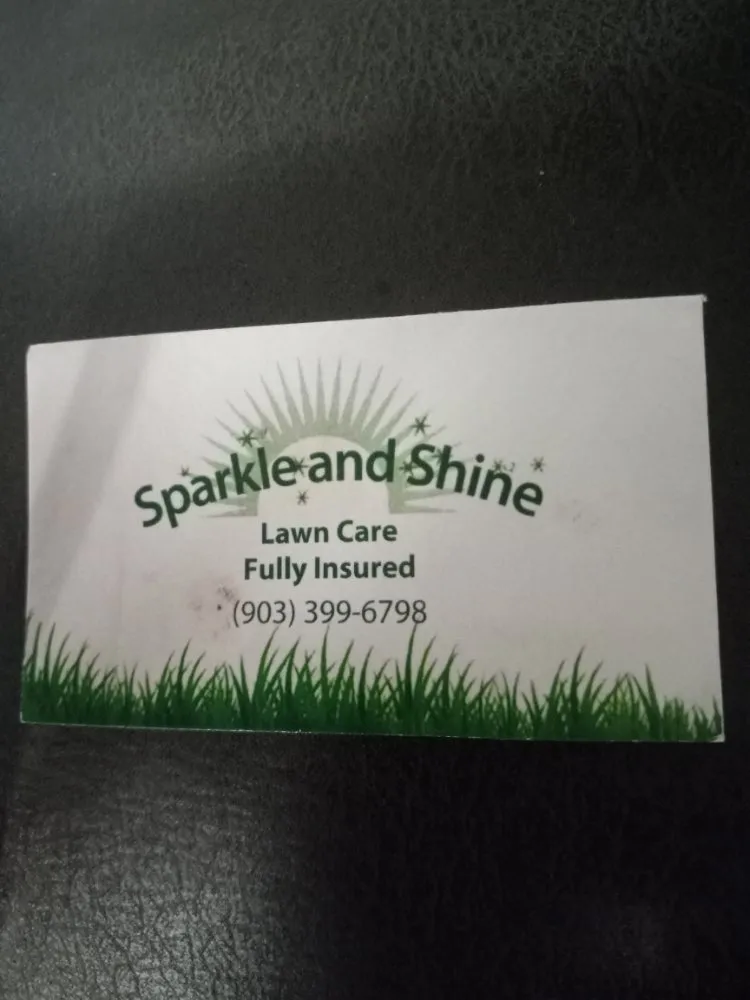 Sparkle and Shine
Lawn Care
Fully Insured
(903) 399-6798